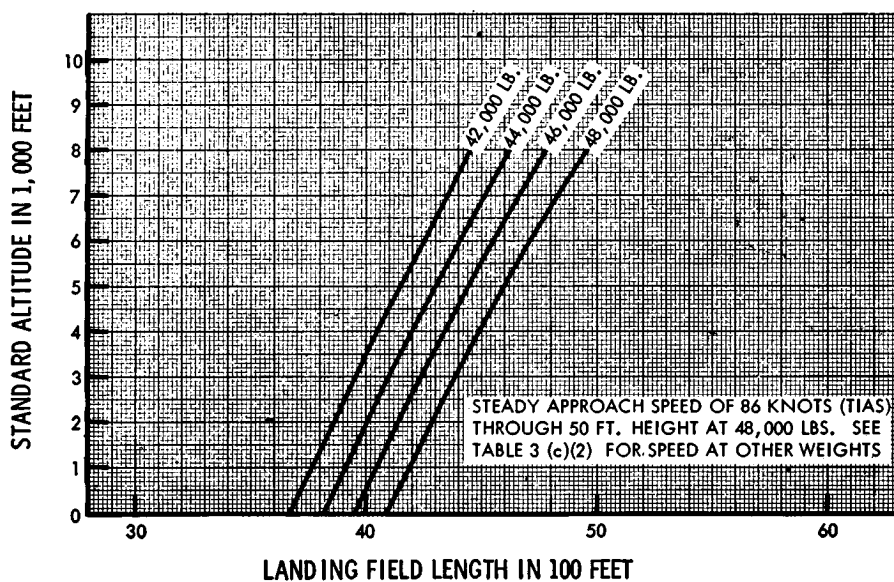 STANDARD ALTITUDE IN 1,000 FEET
10
9
8
7
6
5
4
3
2
1
0
42,000 LB.
44,000 LB.
46,000 LB.
48,000 LB.
STEADY APPROACH SPEED OF 86 KNOTS (TIAS)
THROUGH 50 FT. HEIGHT AT 48,000 LBS. SEE
TABLE 3 (c)(2) FOR SPEED AT OTHER WEIGHTS
30
40
50
60
LANDING FIELD LENGTH IN 100 FEET